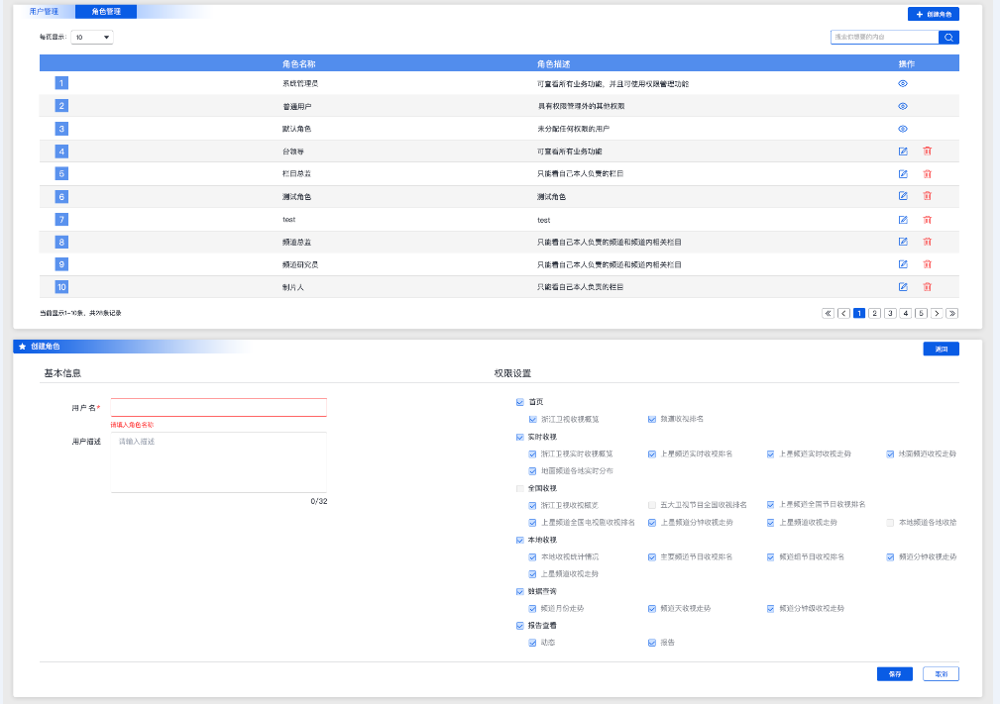 用户管理 角色管理
创建角色
每页显示: 10
搜索你想要的内容
角色名称 角色描述 操作
1 系统管理员 可查看所有业务功能，并且可使用权限管理功能
2 普通用户 具有权限管理外的其他权限
3 默认角色 未分配任何权限的用户
4 台领导 可查看所有业务功能
5 栏目总监 只能看自己本人负责的栏目
6 测试角色 测试角色
7 test test
8 频道总监 只能看自己本人负责的频道和频道内相关栏目
9 频道研究员 只能看自己本人负责的频道和频道内相关栏目
10 制片人 只能看自己本人负责的栏目
当前显示1-10条，共28条记录
1 2 3 4 5
创建角色
返回
基本信息 权限设置
用户名*
请填入角色名称
用户描述 请输入描述
0/32
首页
浙江卫视收视概览 频道收视排名
实时收视
浙江卫视实时收视概览 上星频道实时收视排名 上星频道实时收视走势 地面频道收视走势
地面频道各地实时分布
全国收视
浙江卫视收视概览 五大卫视节目全国收视排名 上星频道全国节目收视排名
上星频道全国电视剧收视排名 上星频道分钟收视走势 上星频道收视走势 本地频道各地收拾
本地收视
本地收视统计情况 主要频道节目收视排名 频道组节目收视排名 频道分钟收视走势
上星频道收视走势
数据查询
频道月份走势 频道天收视走势 频道分钟级收视走势
报告查看
动态 报告
保存 取消